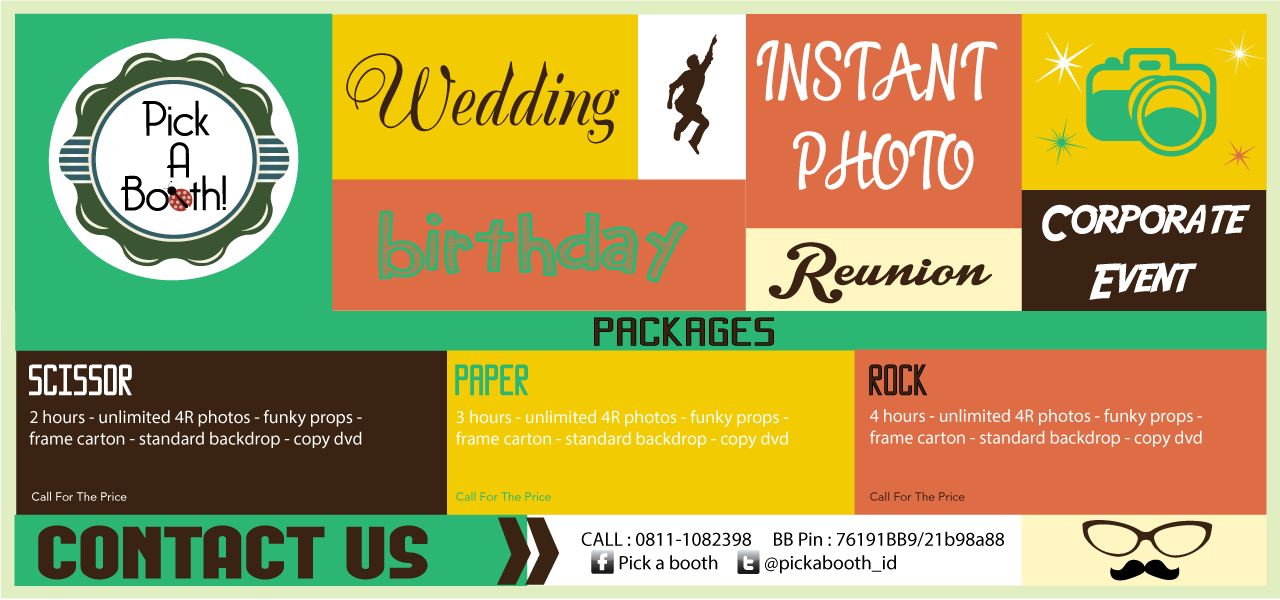 Pick
A
Booth!
Wedding
INSTANT
PHOTO
birthday
Reunion
CORPORATE
EVENT
PACKAGES
SCISSOR
2 hours - unlimited 4R photos - funky props -
frame carton - standard backdrop - copy dvd
Call For The Price
PAPER
3 hours - unlimited 4R photos - funky props -
frame carton - standard backdrop - copy dvd
Call For The Price
ROCK
4 hours - unlimited 4R photos - funky props -
frame carton - standard backdrop - copy dvd
Call For The Price
CONTACT US
CALL : 0811-1082398 BB Pin : 76191BB9/21b98a88
Pick a booth @pickabooth_id